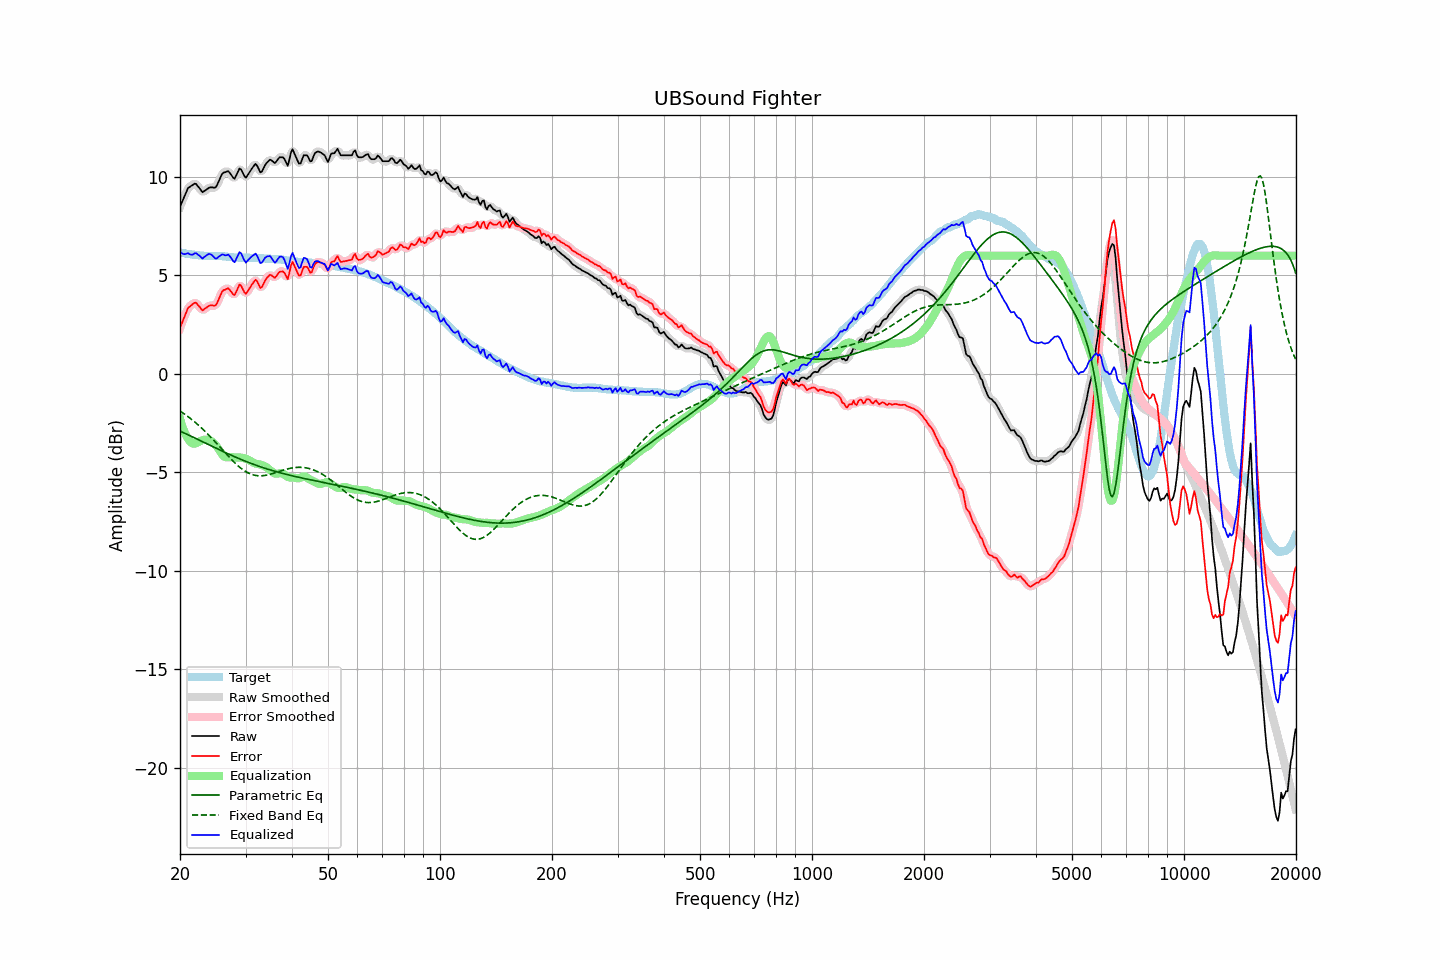 UBSound Fighter
Amplitude (dBr)
10
5
0
−5
−10
−15
−20
Target
Raw Smoothed
Error Smoothed
Raw
Error
Equalization
Parametric Eq
Fixed Band Eq
Equalized
20 50 100 200 500 1000 2000 5000 10000 20000
Frequency (Hz)